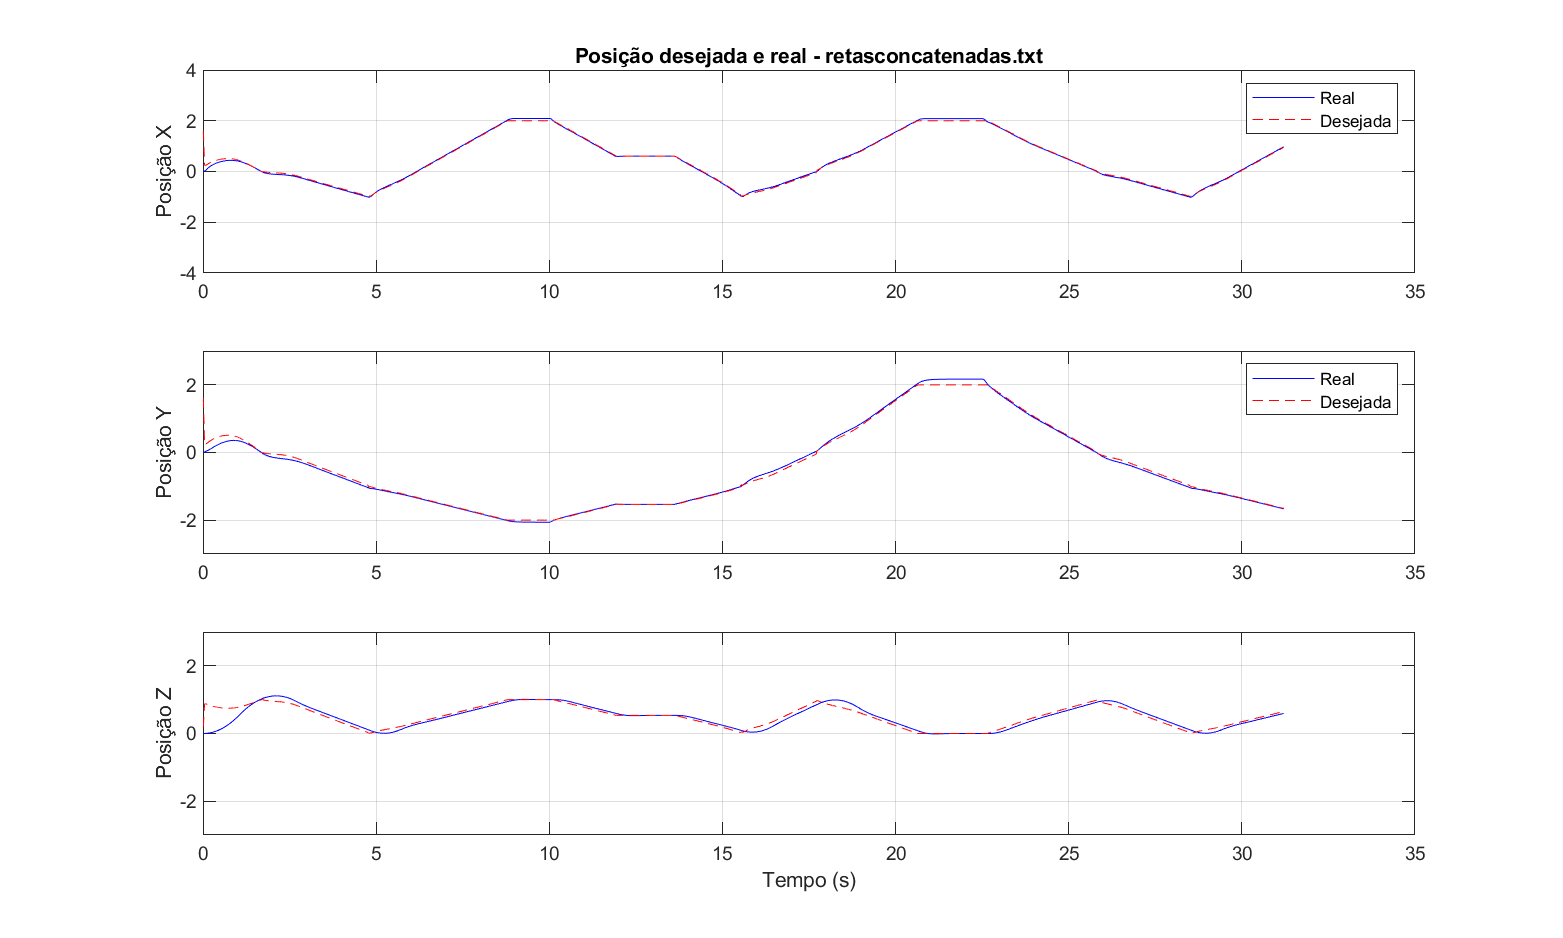 Posição desejada e real - retasconcatenadas.txt
4
2
0
-2
-4
Posição X
Real
Desejada
0 5 10 15 20 25 30 35
2
0
-2
Posição Y
Real
Desejada
0 5 10 15 20 25 30 35
2
0
-2
Posição Z
0 5 10 15 20 25 30 35
Tempo (s)